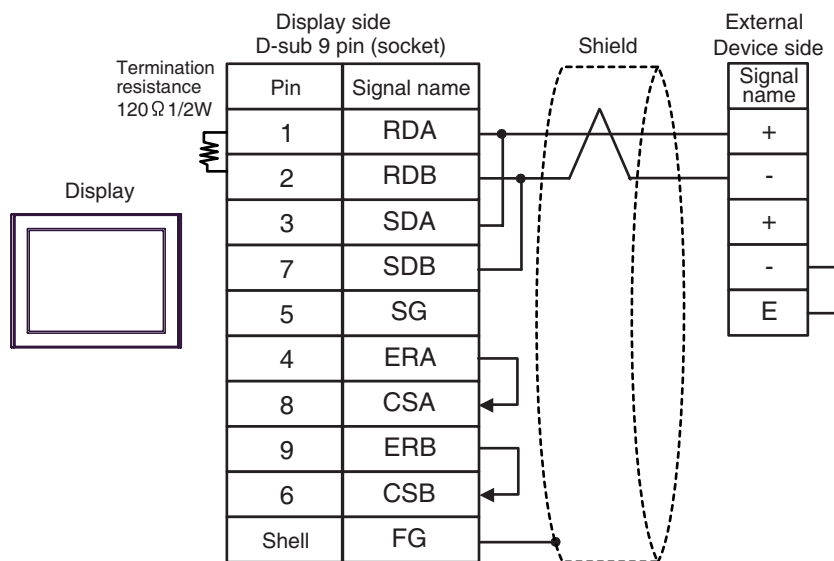 Display side
D-sub 9 pin (socket)
Shield
External
Device side
Termination
resistance
120Ω1/2W
Display
Pin Signal name
1 RDA
2 RDB
3 SDA
7 SDB
5 SG
4 ERA
8 CSA
9 ERB
6 CSB
Shell FG
Signal
name
+
-
+
-
E